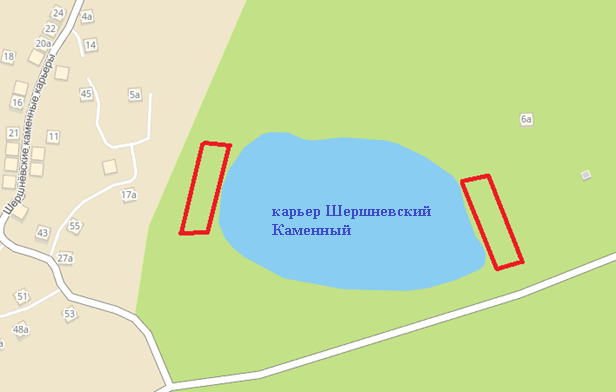 24
4а
22
20а
14
18
45
5а
16
6а
21
11
Шершнёвские каменные карьеры
17а
карьер Шершневский
Каменный
43
55
27а
51
53
48а
а